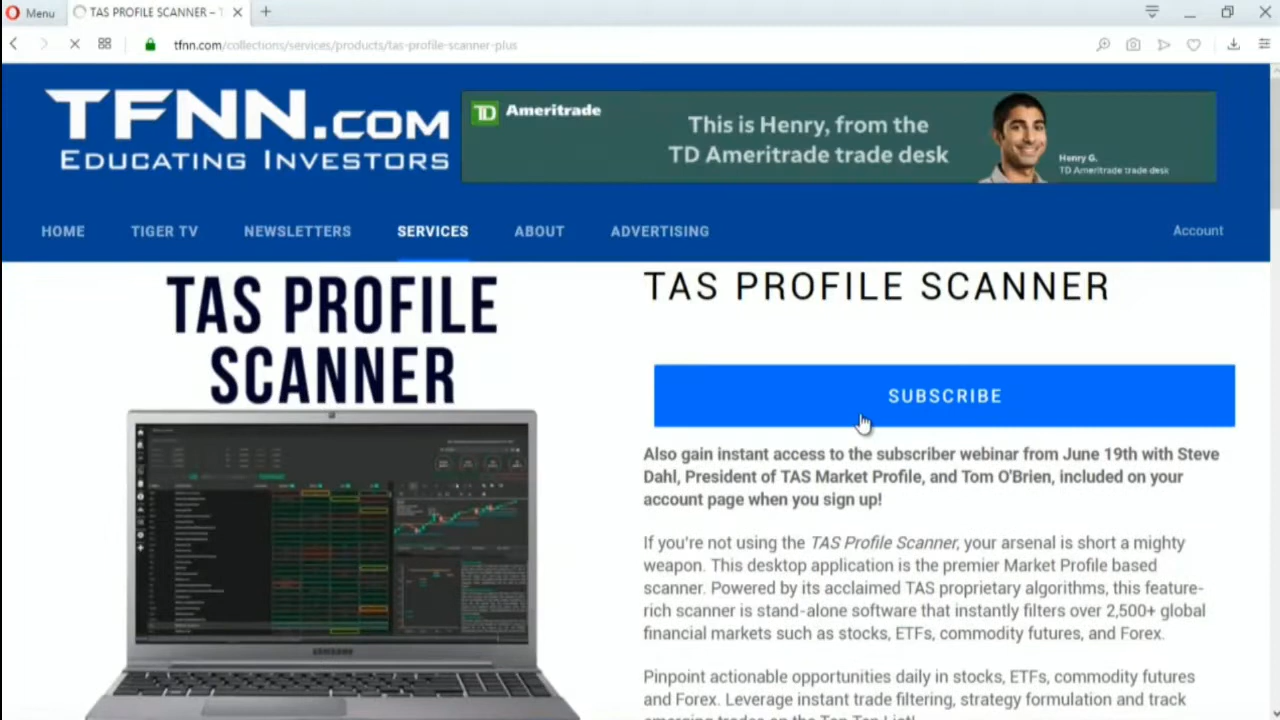 Menu
TAS PROFILE SCANNER – T
tfnn.com/collections/services/products/tas-profile-scanner-plus
TFNN.COM
EDUCATING INVESTORS
TD Ameritrade
This is Henry, from the
TD Ameritrade trade desk
Henry G.
TD Ameritrade trade desk
HOME TIGER TV NEWSLETTERS SERVICES ABOUT ADVERTISING Account
TAS PROFILE
SCANNER
SAMSUNG
TAS PROFILE SCANNER
SUBSCRIBE
Also gain instant access to the subscriber webinar from June 19th with Steve
Dahl, President of TAS Market Profile, and Tom O'Brien, included on your
account page when you sign up!
If you're not using the TAS Profile Scanner, your arsenal is short a mighty
weapon. This desktop application is the premier Market Profile based
scanner. Powered by its acclaimed TAS proprietary algorithms, this feature-
rich scanner is stand-alone software that instantly filters over 2,500+ global
financial markets such as stocks, ETFs, commodity futures, and Forex.
Pinpoint actionable opportunities daily in stocks, ETFs, commodity futures
and Forex. Leverage instant trade filtering, strategy formulation and track
emerging trades on the Top Ten List!